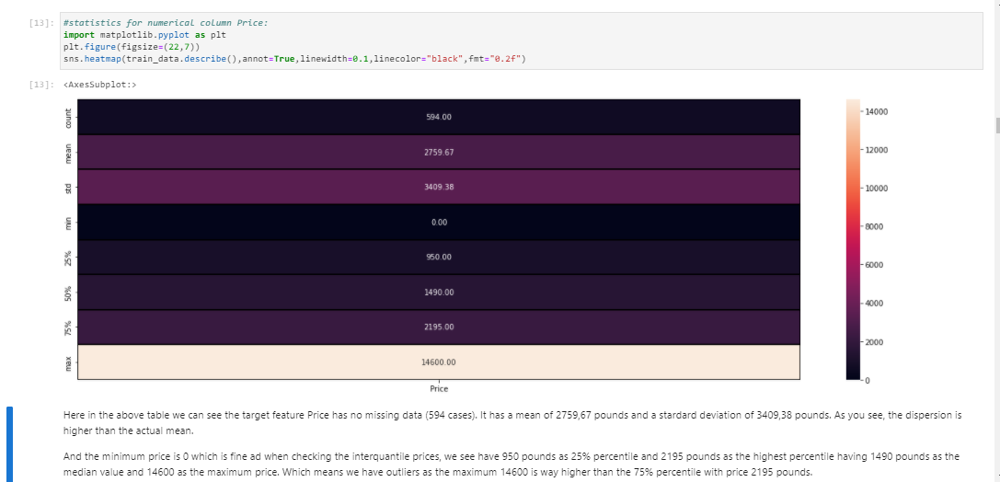 [13]: #statistics for numerical column Price:
import matplotlib.pyplot as plt
plt.figure(figsize=(22,7))
sns.heatmap(train_data.describe(),annot=True,linewidth=0.1,linecolor="black",fmt="0.2f")
[13]: <AxesSubplot:>
count 594.00
mean 2759.67
std 3409.38
min 0.00
25% 950.00
50% 1490.00
75% 2195.00
max 14600.00
Price
14000
12000
10000
8000
6000
4000
2000
0
Here in the above table we can see the target feature Price has no missing data (594 cases). It has a mean of 2759,67 pounds and a stardard deviation of 3409,38 pounds. As you see, the dispersion is
higher than the actual mean.
And the minimum price is 0 which is fine ad when checking the interquantile prices, we see have 950 pounds as 25% percentile and 2195 pounds as the highest percentile having 1490 pounds as the
median value and 14600 as the maximum price. Which means we have outliers as the maximum 14600 is way higher than the 75% percentile with price 2195 pounds.